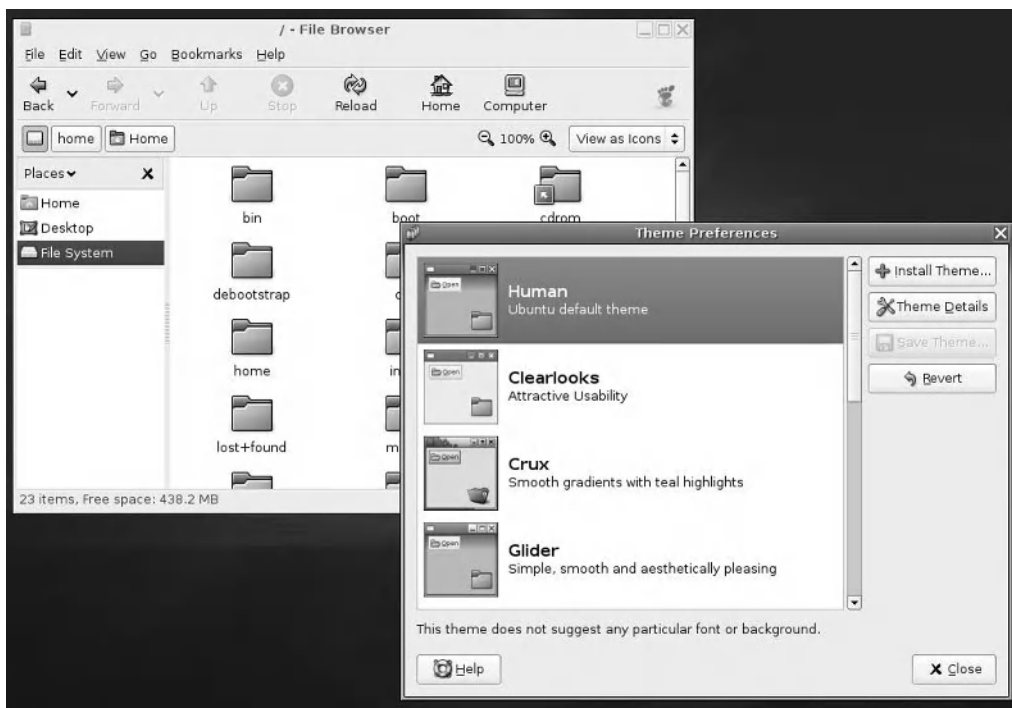 / - File Browser
File Edit View Go Bookmarks Help
Back Forward Up Stop Reload Home Computer
home Home 100% View as Icons
Places
Home
Desktop
File System
bin boot cdrom
debootstrap
home
lost+found
23 items, Free space: 438.2 MB
Theme Preferences
Open
Human
Ubuntu default theme
Open
Clearlooks
Attractive Usability
Open
Crux
Smooth gradients with teal highlights
Open
Glider
Simple, smooth and aesthetically pleasing
Install Theme...
Theme Details
Save Theme...
Revert
This theme does not suggest any particular font or background.
Help Close